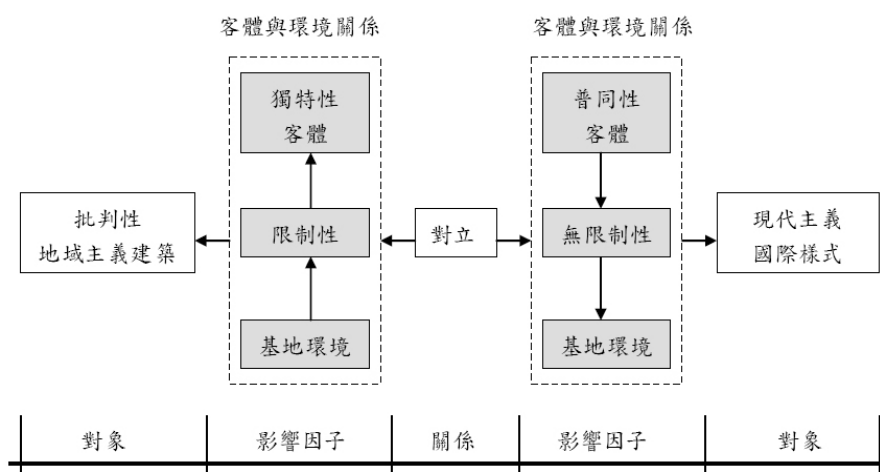 客體與環境關係
客體與環境關係
獨特性
客體
普同性
客體
批判性
地域主義建築
限制性
對立
無限制性
現代主義
國際樣式
基地環境
基地環境
對象
影響因子
關係
影響因子
對象